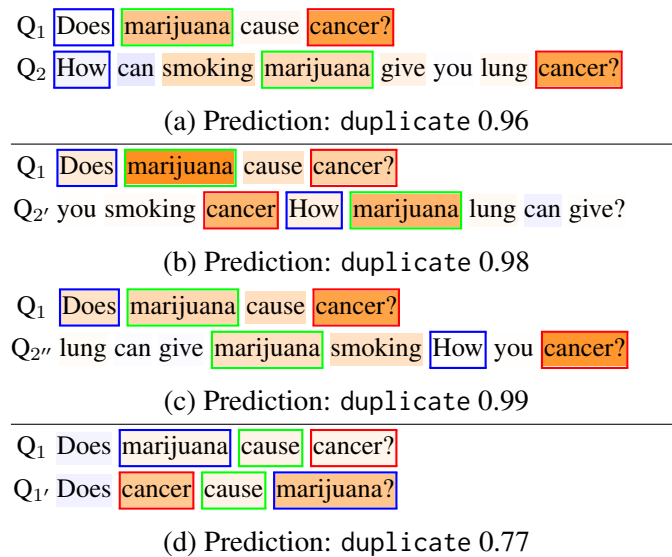 Q1 Does marijuana cause cancer?
Q2 How can smoking marijuana give you lung cancer?
(a) Prediction: duplicate 0.96
Q1 Does marijuana cause cancer?
Q2′ you smoking cancer How marijuana lung can give?
(b) Prediction: duplicate 0.98
Q1 Does marijuana cause cancer?
Q2″ lung can give marijuana smoking How you cancer?
(c) Prediction: duplicate 0.99
Q1 Does marijuana cause cancer?
Q1′ Does cancer cause marijuana?
(d) Prediction: duplicate 0.77